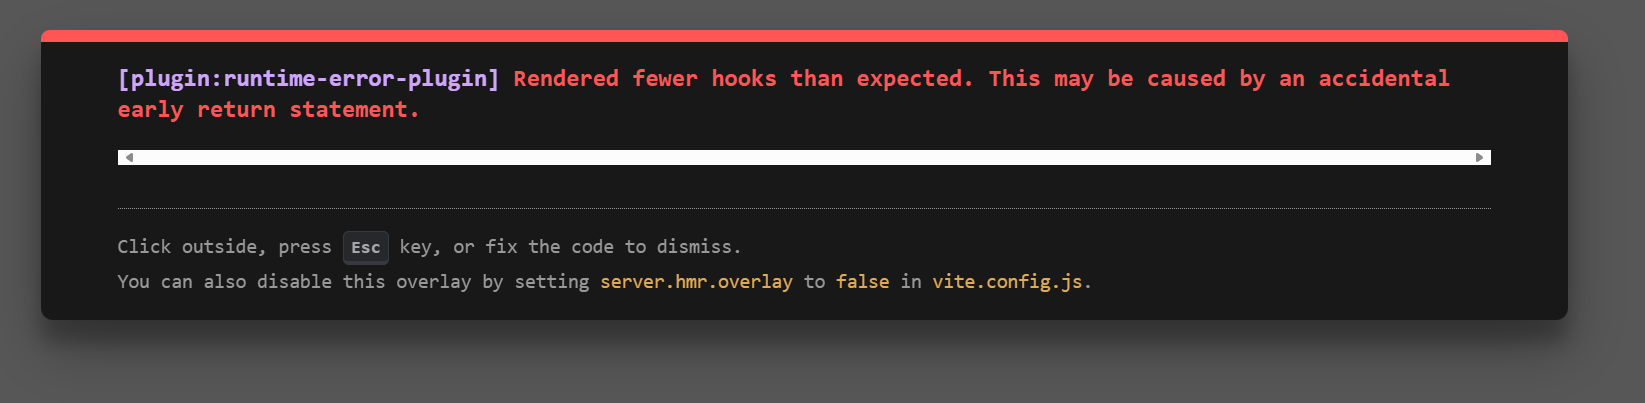 [plugin:runtime-error-plugin] Rendered fewer hooks than expected. This may be caused by an accidental
early return statement.
Click outside, press Esc key, or fix the code to dismiss.
You can also disable this overlay by setting server.hmr.overlay to false in vite.config.js.